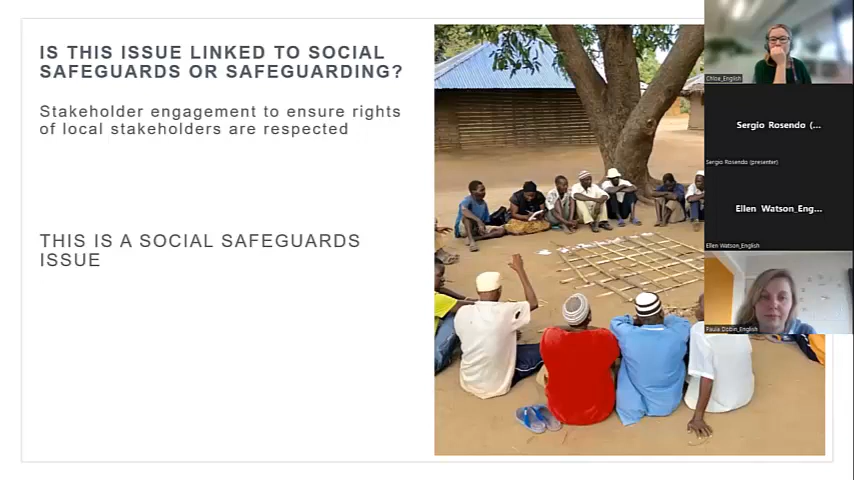 IS THIS ISSUE LINKED TO SOCIAL
SAFEGUARDS OR SAFEGUARDING?
Stakeholder engagement to ensure rights
of local stakeholders are respected
THIS IS A SOCIAL SAFEGUARDS
ISSUE
Chloe_English
Sergio Rosendo (...
Sergio Rosendo (presenter)
Ellen Watson_Eng...
Ellen Watson_English
Paula Dobin_English